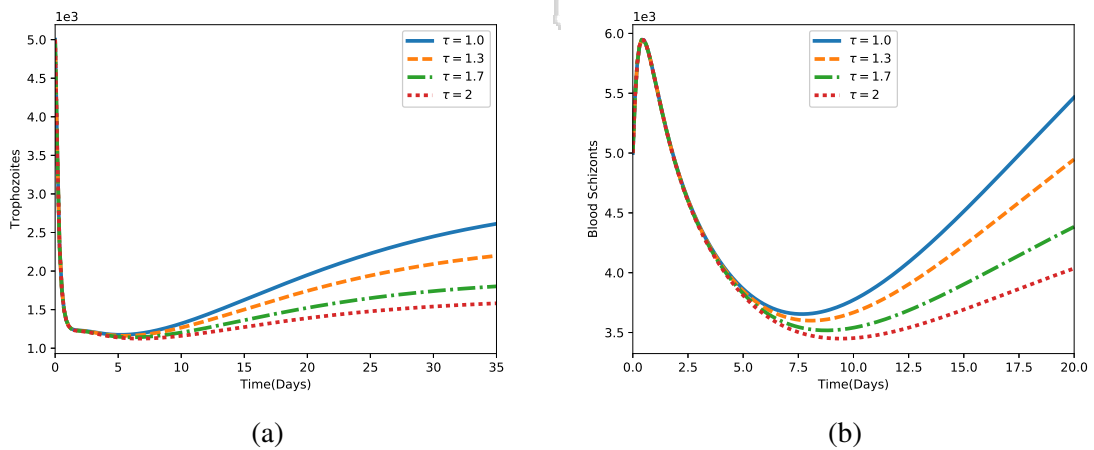 1e3
5.0
4.5
4.0
3.5
3.0
2.5
2.0
1.5
1.0
Trophozoites
0 5 10 15 20 25 30 35
Time(Days)
τ = 1.0
τ = 1.3
τ = 1.7
τ = 2
(a)
1e3
6.0
5.5
5.0
4.5
4.0
3.5
Blood Schizonts
0.0 2.5 5.0 7.5 10.0 12.5 15.0 17.5 20.0
Time(Days)
τ = 1.0
τ = 1.3
τ = 1.7
τ = 2
(b)